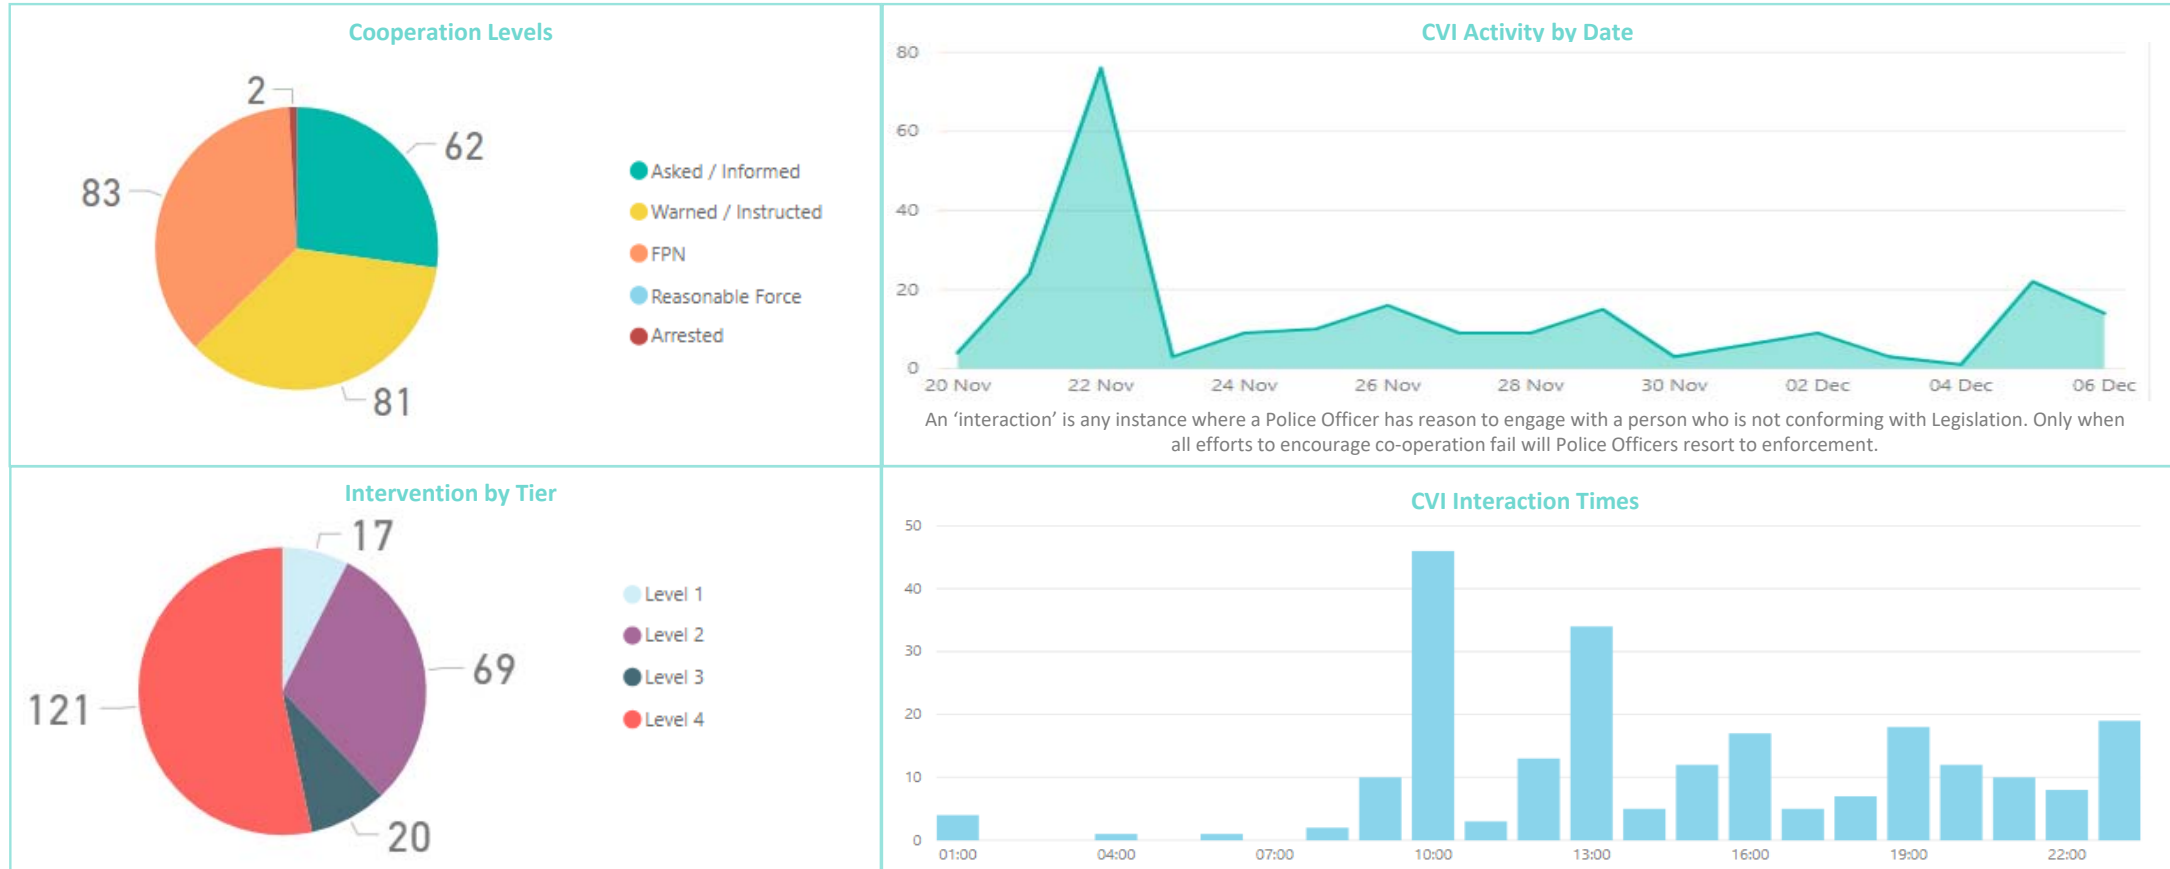 Cooperation Levels
2
62
83
81
Asked / Informed
Warned / Instructed
FPN
Reasonable Force
Arrested
CVI Activity by Date
80
60
40
20
0
20 Nov 22 Nov 24 Nov 26 Nov 28 Nov 30 Nov 02 Dec 04 Dec 06 Dec
An ‘interaction’ is any instance where a Police Officer has reason to engage with a person who is not conforming with Legislation. Only when
all efforts to encourage co-operation fail will Police Officers resort to enforcement.
Intervention by Tier
17
69
121
20
Level 1
Level 2
Level 3
Level 4
CVI Interaction Times
50
40
30
20
10
0
01:00 04:00 07:00 10:00 13:00 16:00 19:00 22:00